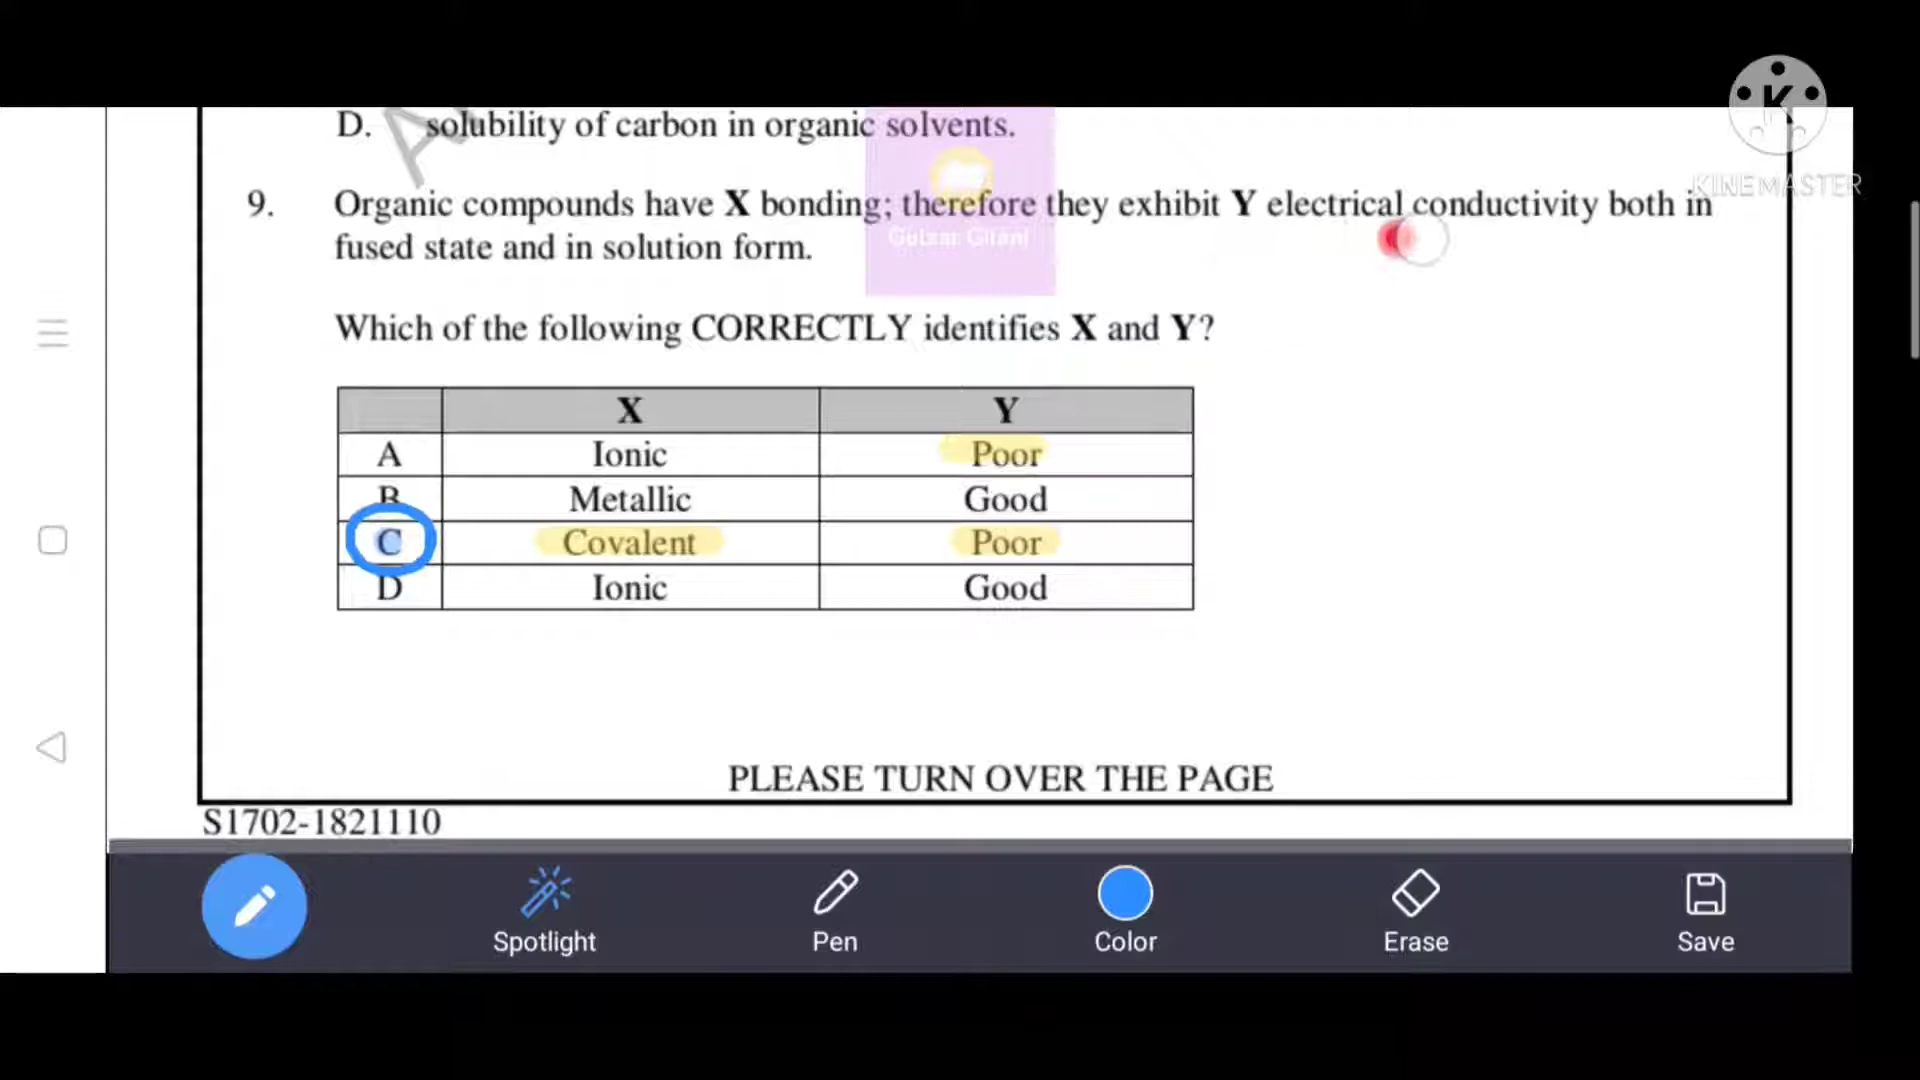 D. solubility of carbon in organic solvents.
KINEMASTER
9. Organic compounds have X bonding; therefore they exhibit Y electrical conductivity both in
fused state and in solution form.
Gulzar Gilani
Which of the following CORRECTLY identifies X and Y?
X Y
A Ionic Poor
B Metallic Good
C Covalent Poor
D Ionic Good
PLEASE TURN OVER THE PAGE
S1702-1821110
Spotlight Pen Color Erase Save